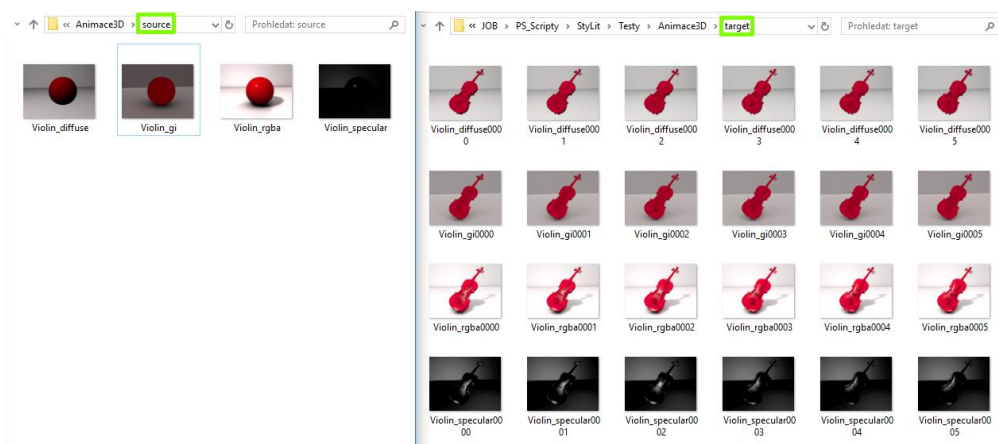 « Animace3D › source
Prohledat: source
Violin_diffuse
Violin_gi
Violin_rgba
Violin_specular
« JOB › PS_Scripty › StyLit › Testy › Animace3D › target
Prohledat: target
Violin_diffuse000
0
Violin_diffuse000
1
Violin_diffuse000
2
Violin_diffuse000
3
Violin_diffuse000
4
Violin_diffuse000
5
Violin_gi0000
Violin_gi0001
Violin_gi0002
Violin_gi0003
Violin_gi0004
Violin_gi0005
Violin_rgba0000
Violin_rgba0001
Violin_rgba0002
Violin_rgba0003
Violin_rgba0004
Violin_rgba0005
Violin_specular00
00
Violin_specular00
01
Violin_specular00
02
Violin_specular00
03
Violin_specular00
04
Violin_specular00
05